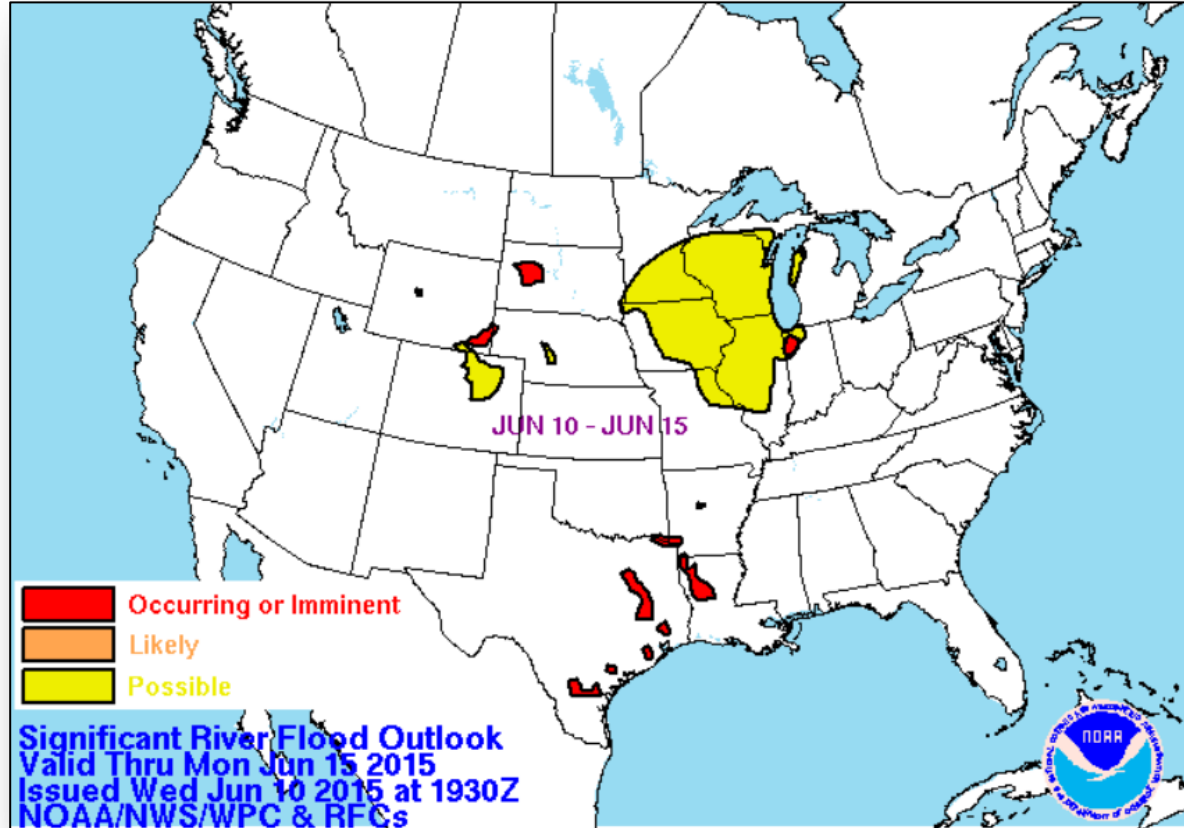 JUN 10 - JUN 15
Occurring or Imminent
Likely
Possible
Significant River Flood Outlook
Valid Thru Mon Jun 15 2015
Issued Wed Jun 10 2015 at 1930Z
NOAA/NWS/WPC & RFCs
NOAA